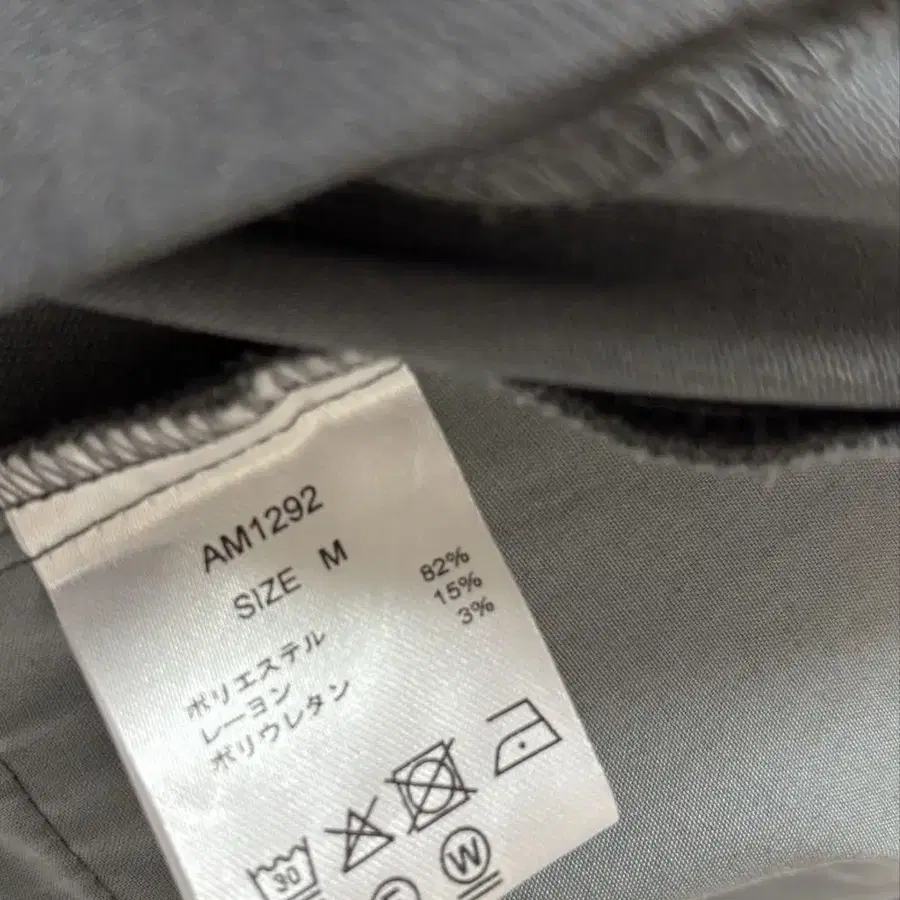 AM1292
SIZE M
ポリエステル 82%
レーヨン 15%
ポリウレタン 3%
30
W